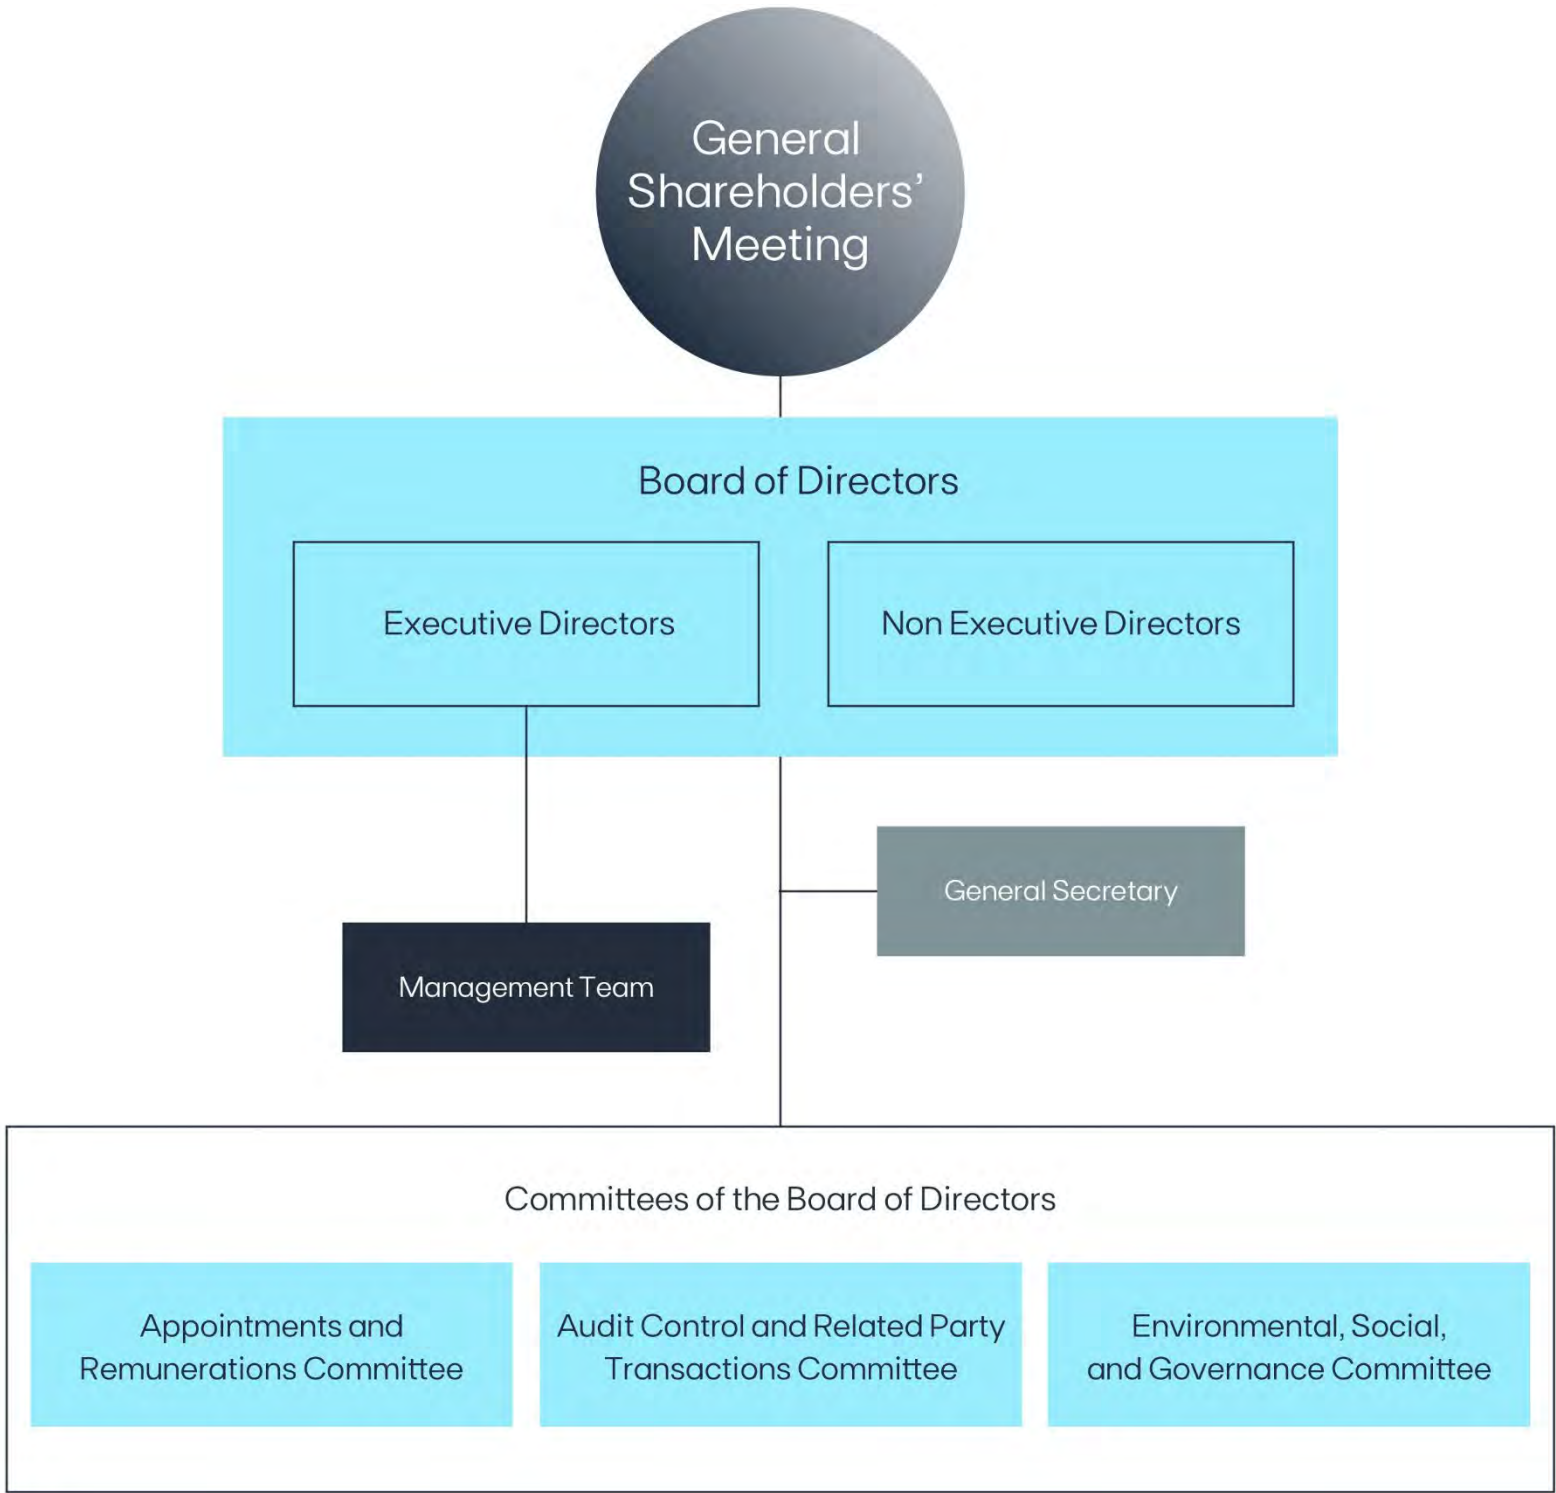 General
Shareholders’
Meeting
Board of Directors
Executive Directors
Non Executive Directors
General Secretary
Management Team
Committees of the Board of Directors
Appointments and
Remunerations Committee
Audit Control and Related Party
Transactions Committee
Environmental, Social,
and Governance Committee